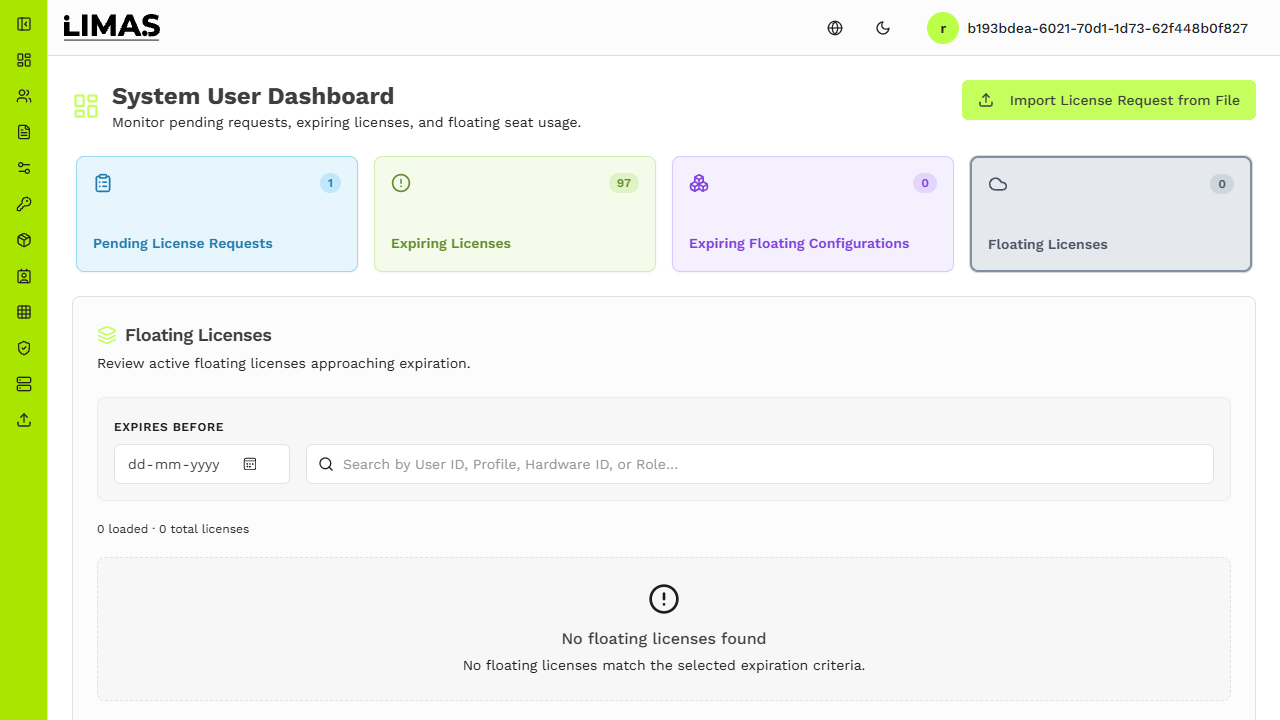 LIMAS
r
b193bdea-6021-70d1-1d73-62f448b0f827
System User Dashboard
Monitor pending requests, expiring licenses, and floating seat usage.
Import License Request from File
1
Pending License Requests
97
Expiring Licenses
0
Expiring Floating Configurations
0
Floating Licenses
Floating Licenses
Review active floating licenses approaching expiration.
EXPIRES BEFORE
dd-mm-yyyy
Search by User ID, Profile, Hardware ID, or Role...
0 loaded · 0 total licenses
No floating licenses found
No floating licenses match the selected expiration criteria.